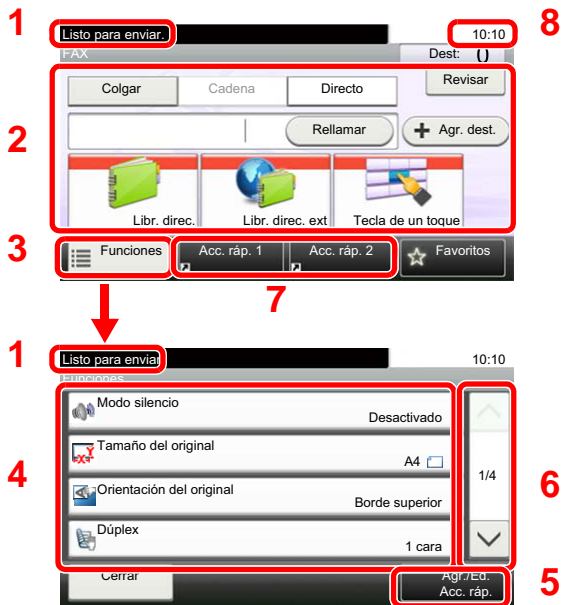 1
Listo para enviar.
10:10
8
FAX
Dest: ()
Colgar
Cadena
Directo
Revisar
2
Rellamar
Agr. dest.
Libr. direc.
Libr. direc. ext
Tecla de un toque
3
Funciones
Acc. ráp. 1
Acc. ráp. 2
Favoritos
7
1
Listo para enviar
10:10
Funciones
Modo silencio
Desactivado
Tamaño del original
A4
4
1/4
6
Orientación del original
Borde superior
Dúplex
1 cara
Cerrar
Agr./Ed.
Acc. ráp.
5